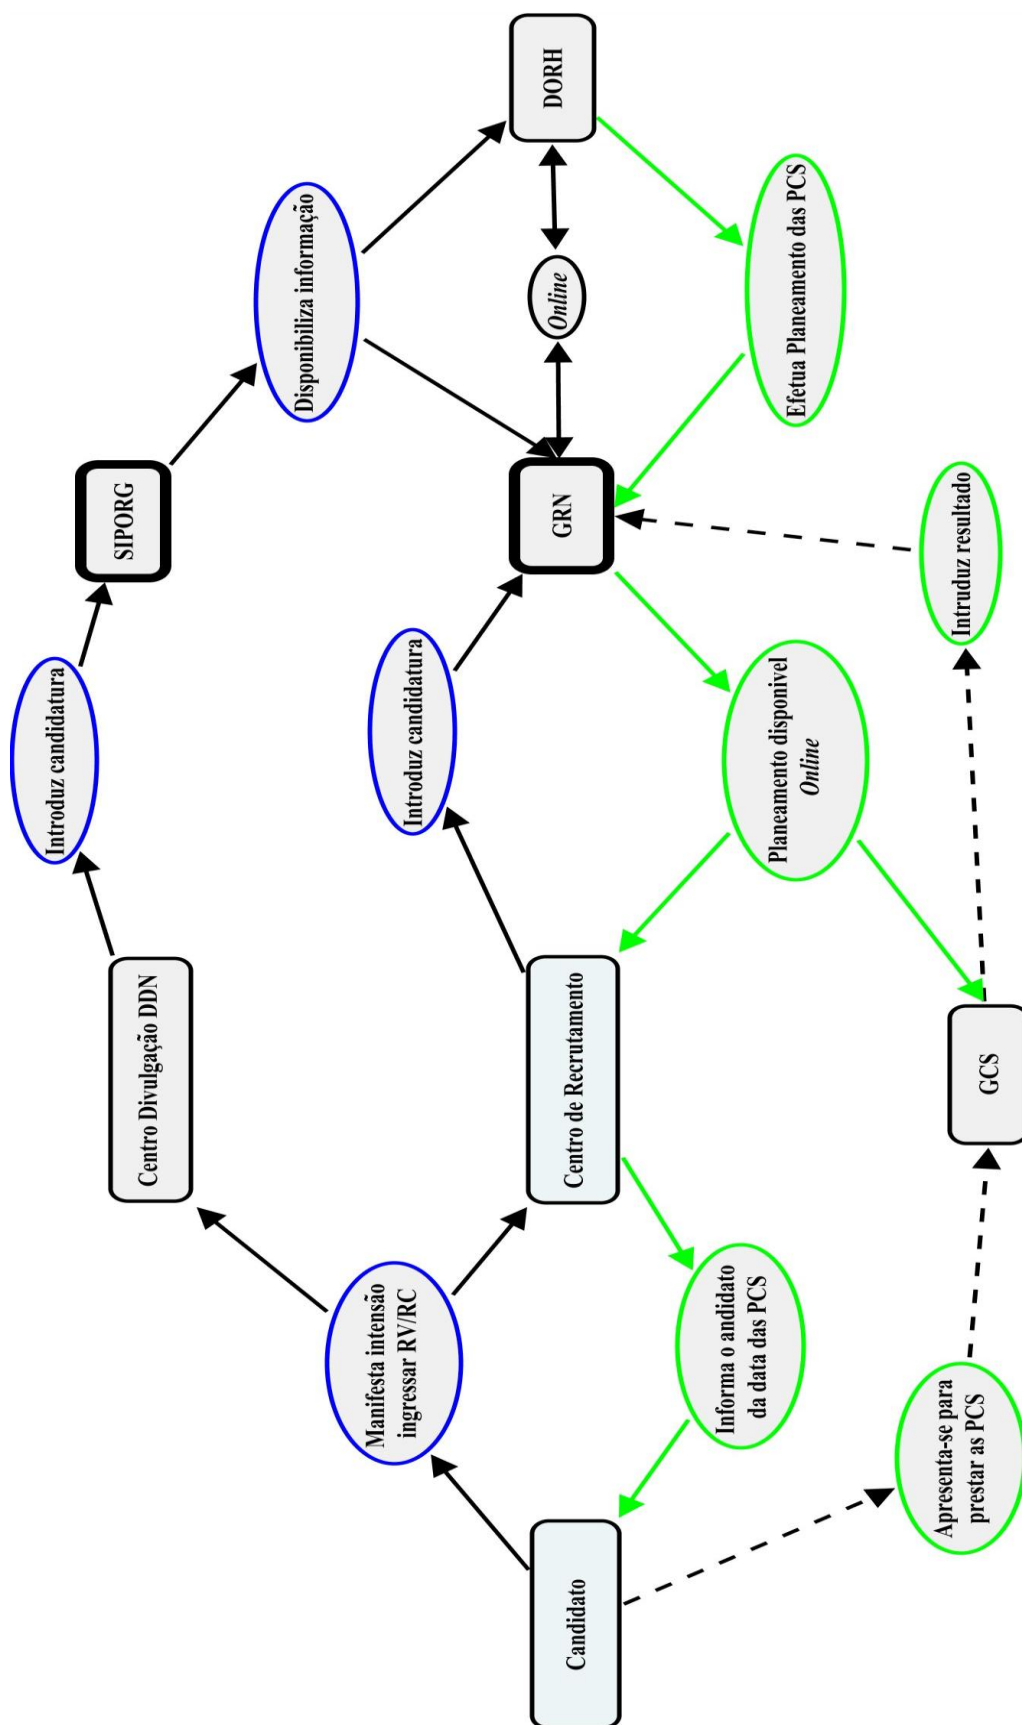 Introduz candidatura
SIPORG
Centro Divulgação DDN
Disponibiliza informação
Manifesta intensão
ingressar RV/RC
Introduz candidatura
Candidato
Centro de Recrutamento
GRN
Online
DORH
Informa o andidato
da data das PCS
Planeamento disponivel
Online
Efetua Planeamento das PCS
Apresenta-se para
prestar as PCS
GCS
Intruduz resultado